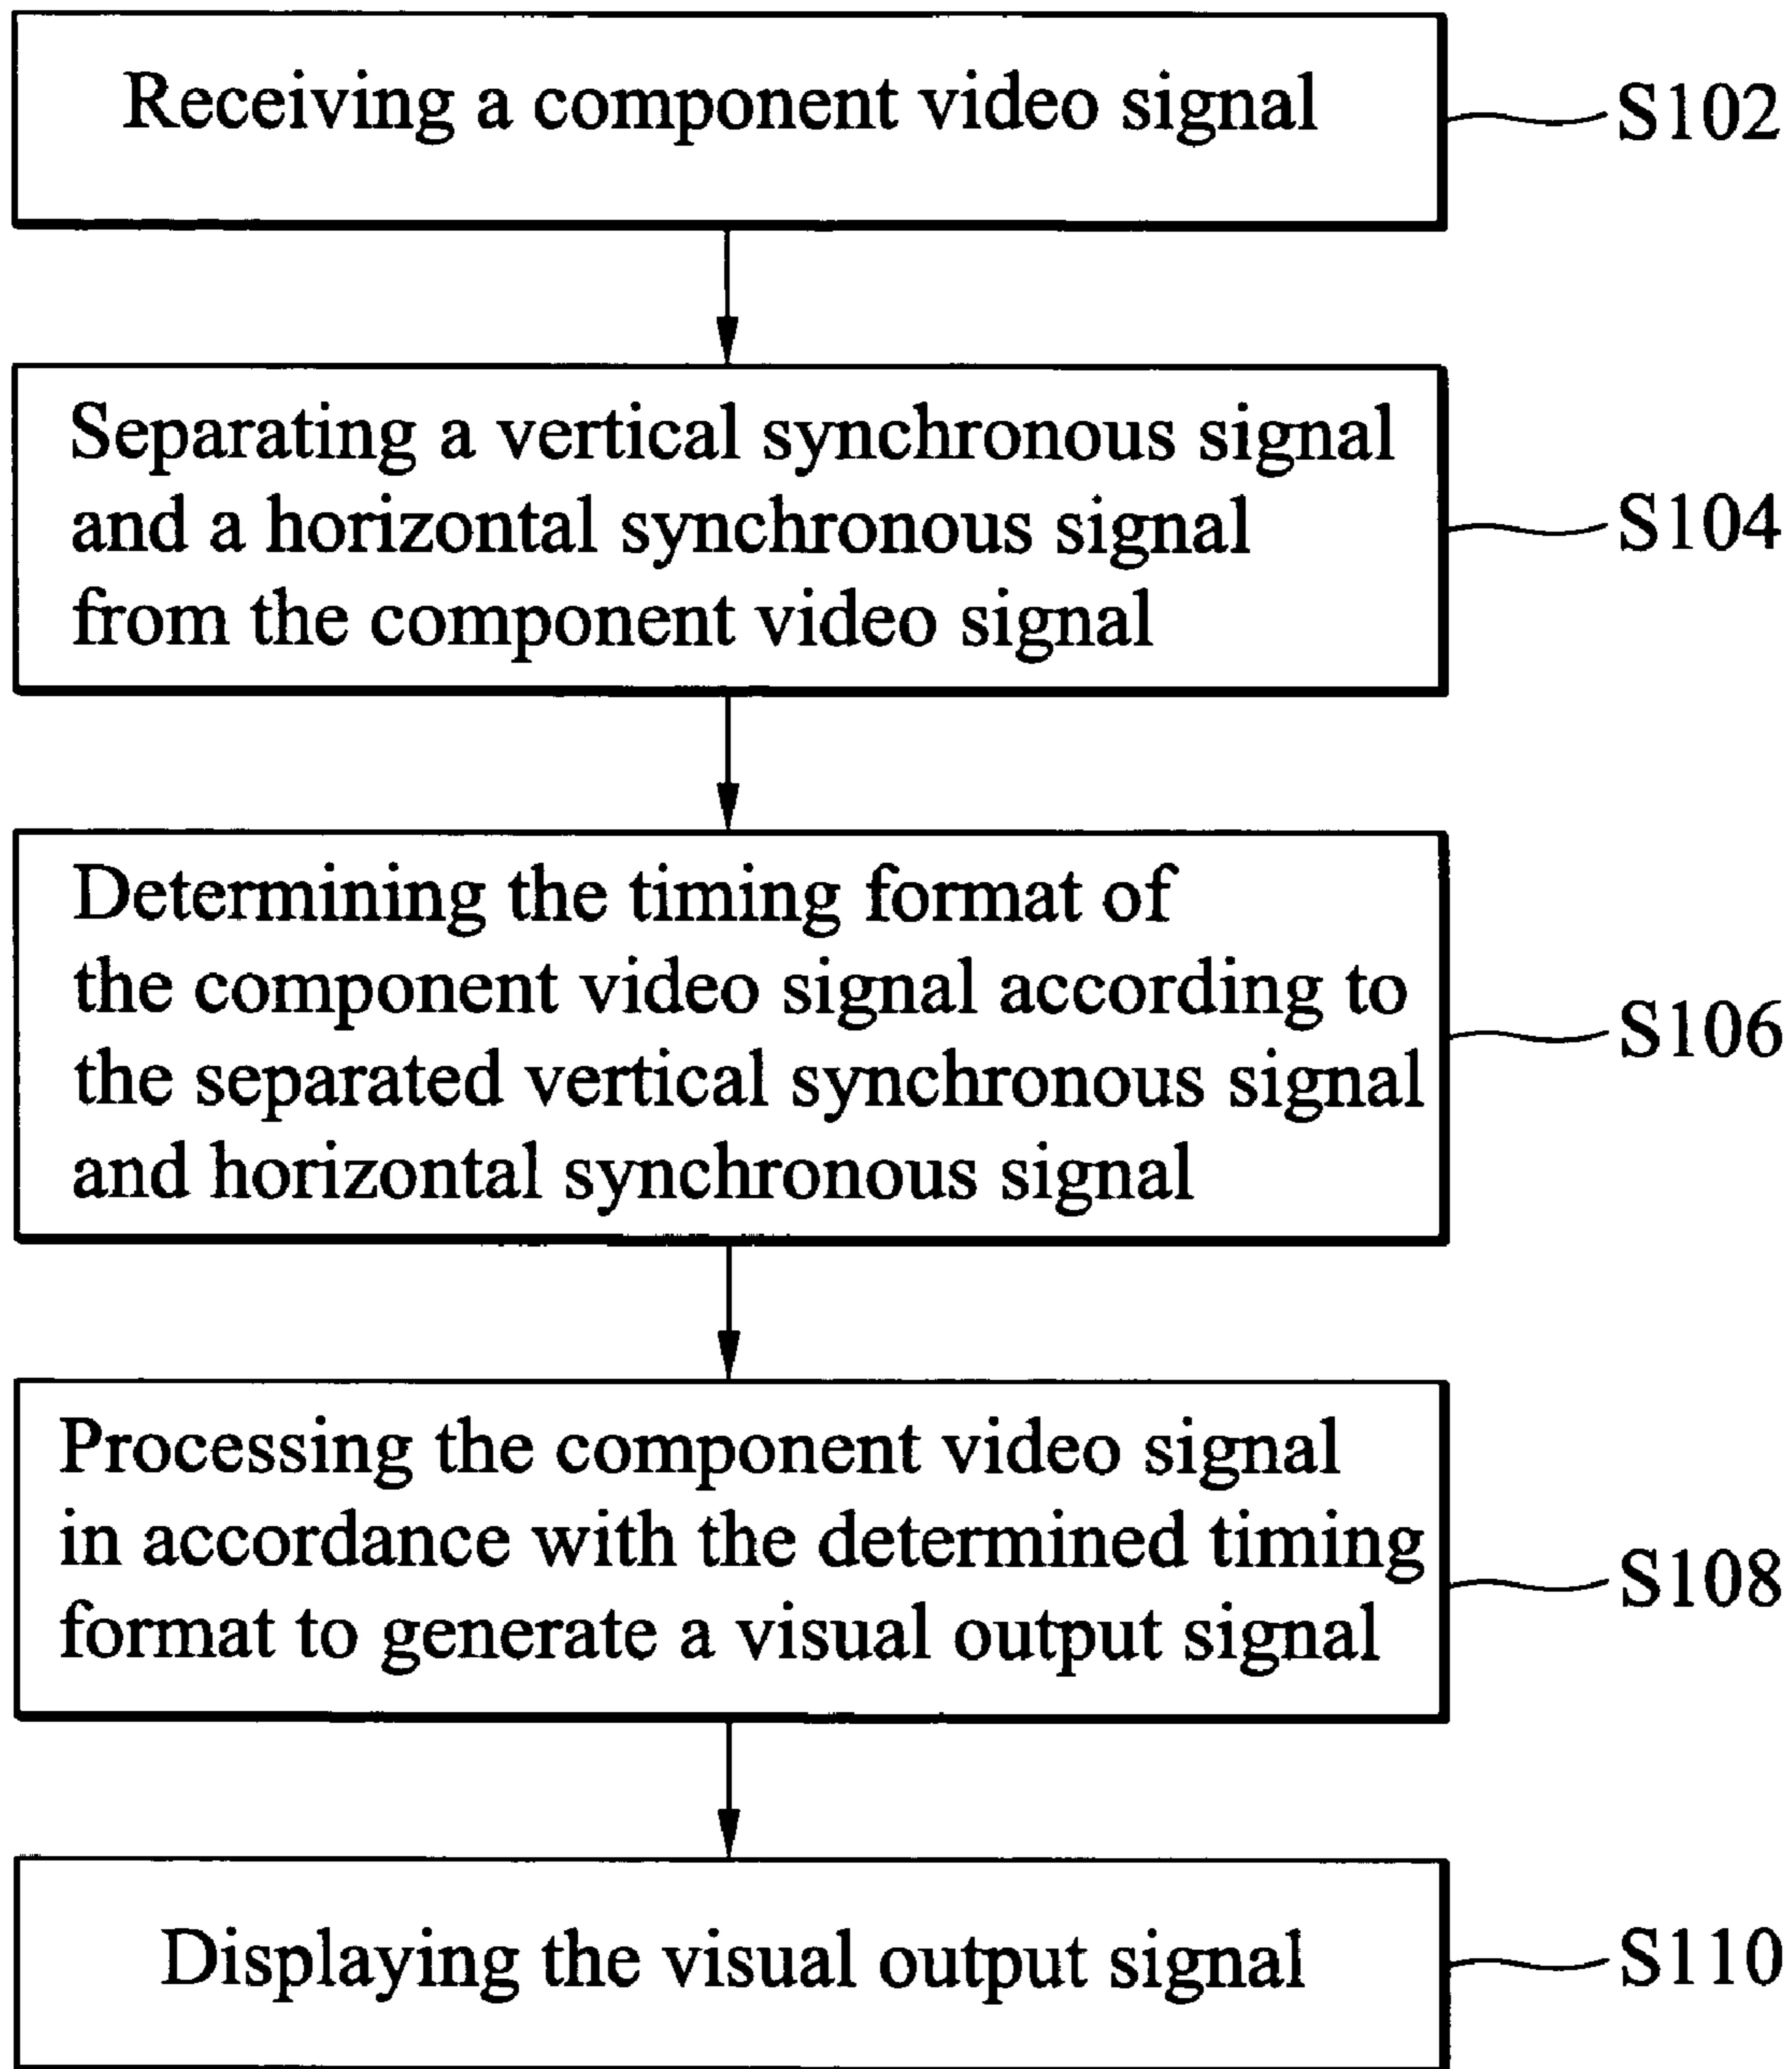 Receiving a component video signal
S102
Separating a vertical synchronous signal
and a horizontal synchronous signal
from the component video signal
S104
Determining the timing format of
the component video signal according to
the separated vertical synchronous signal
and horizontal synchronous signal
S106
Processing the component video signal
in accordance with the determined timing
format to generate a visual output signal
S108
Displaying the visual output signal
S110